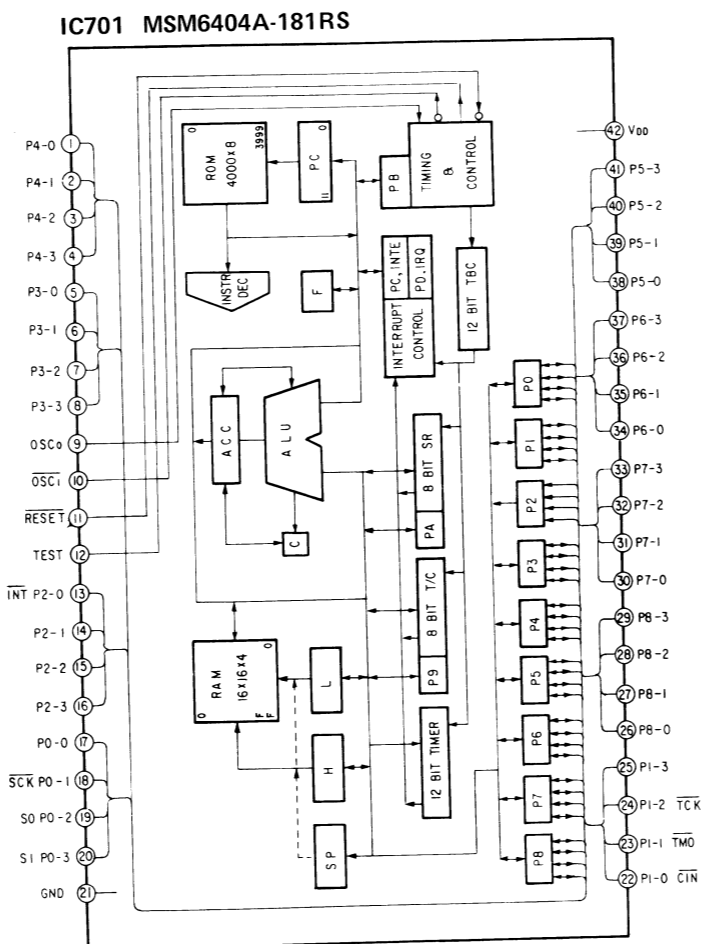 IC701 MSM6404A-181RS
P4-0 1
P4-1 2
P4-2 3
P4-3 4
P3-0 5
P3-1 6
P3-2 7
P3-3 8
OSC0 9
OSC1 10
RESET 11
TEST 12
INT P2-0 13
P2-1 14
P2-2 15
P2-3 16
P0-0 17
SCK P0-1 18
SO P0-2 19
SI P0-3 20
GND 21
0
ROM
4000x8
3999
0
PC
11
INSTR
DEC
F
PB
TIMING
&
CONTROL
PC, INTE
PD, IRQ
INTERRUPT
CONTROL
12 BIT TBC
ACC
ALU
C
8 BIT SR
PA
8 BIT T/C
P9
12 BIT TIMER
0
RAM
16x16x4
0
F
F
L
H
SP
P0
P1
P2
P3
P4
P5
P6
P7
P8
42 VDD
41 P5-3
40 P5-2
39 P5-1
38 P5-0
37 P6-3
36 P6-2
35 P6-1
34 P6-0
33 P7-3
32 P7-2
31 P7-1
30 P7-0
29 P8-3
28 P8-2
27 P8-1
26 P8-0
25 P1-3
24 P1-2 TCK
23 P1-1 TMO
22 P1-0 CIN